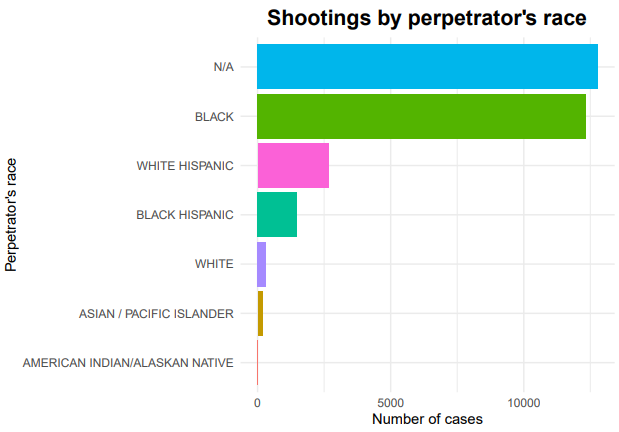 Shootings by perpetrator's race
Perpetrator's race
N/A
BLACK
WHITE HISPANIC
BLACK HISPANIC
WHITE
ASIAN / PACIFIC ISLANDER
AMERICAN INDIAN/ALASKAN NATIVE
0 5000 10000
Number of cases